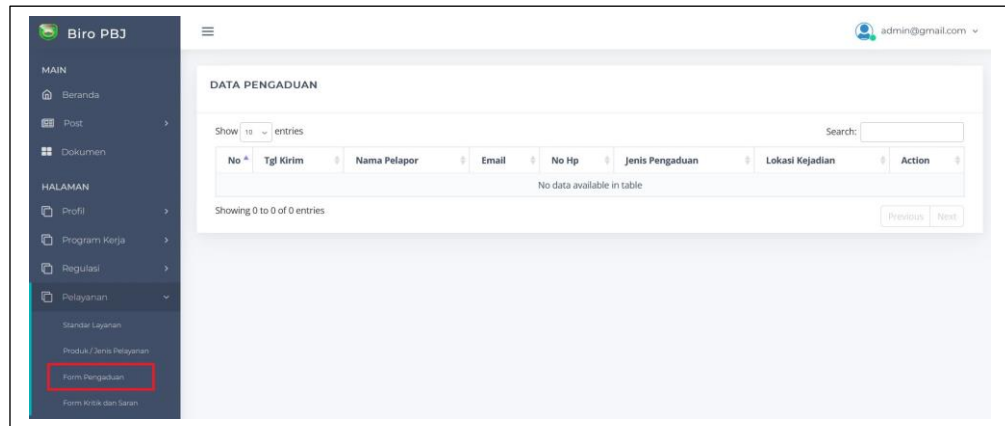 Biro PBJ
admin@gmail.com
MAIN
Beranda
Post
Dokumen
HALAMAN
Profil
Program Kerja
Regulasi
Pelayanan
Standar Layanan
Produk/Jenis Pelayanan
Form Pengaduan
Form Kritik dan Saran
DATA PENGADUAN
Show 10 entries Search:
No Tgl Kirim Nama Pelapor Email No Hp Jenis Pengaduan Lokasi Kejadian Action
No data available in table
Showing 0 to 0 of 0 entries
Previous Next